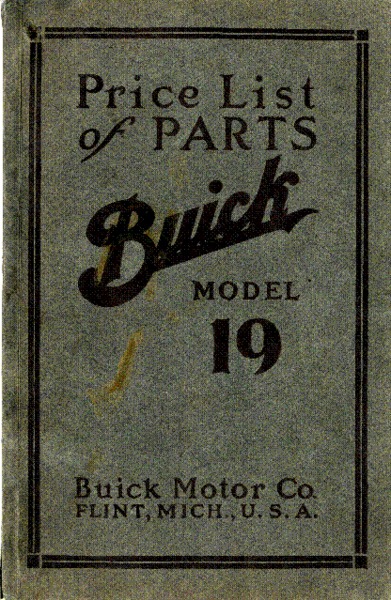 Price List
of PARTS
Buick
MODEL
19
Buick Motor Co.
FLINT, MICH., U.S.A.